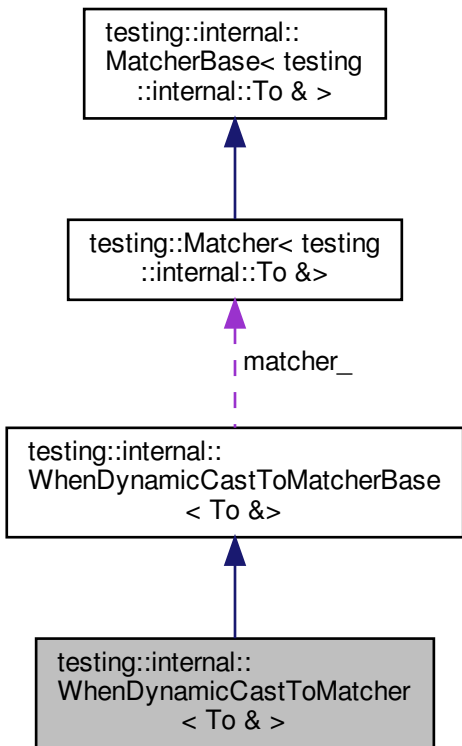 testing::internal::
MatcherBase< testing
::internal::To & >
testing::Matcher< testing
::internal::To &>
matcher_
testing::internal::
WhenDynamicCastToMatcherBase
< To &>
testing::internal::
WhenDynamicCastToMatcher
< To & >